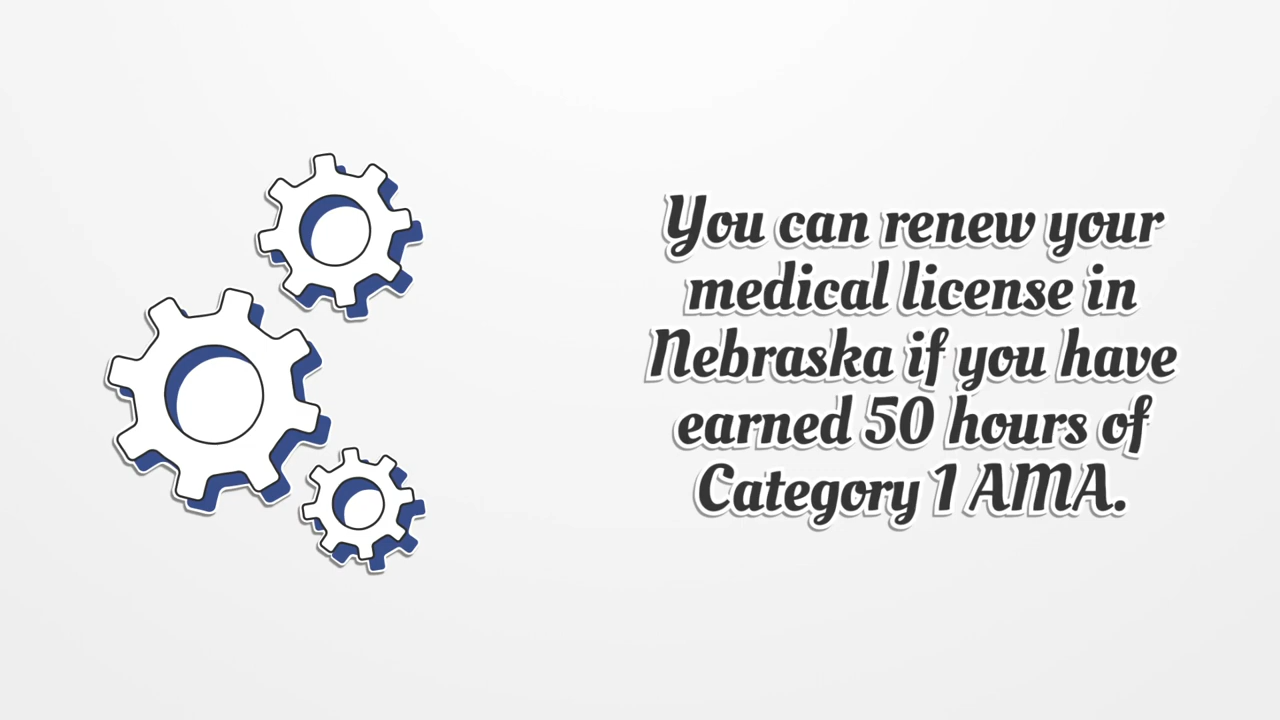 You can renew your
medical license in
Nebraska if you have
earned 50 hours of
Category 1 AMA.